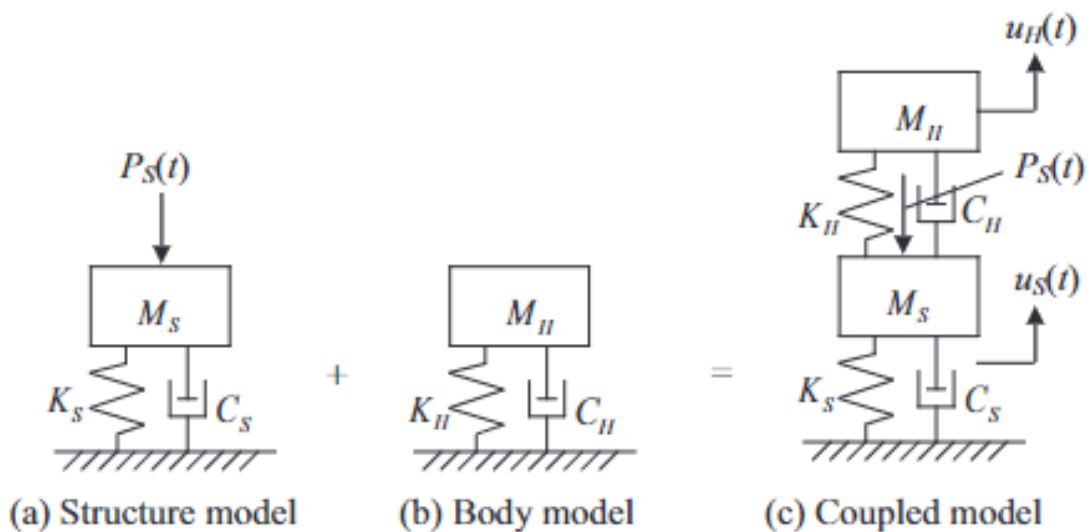 P_S(t)
M_S
K_S
C_S
(a) Structure model
+
M_H
K_H
C_H
(b) Body model
=
u_H(t)
M_H
P_S(t)
K_H
C_H
u_S(t)
M_S
K_S
C_S
(c) Coupled model